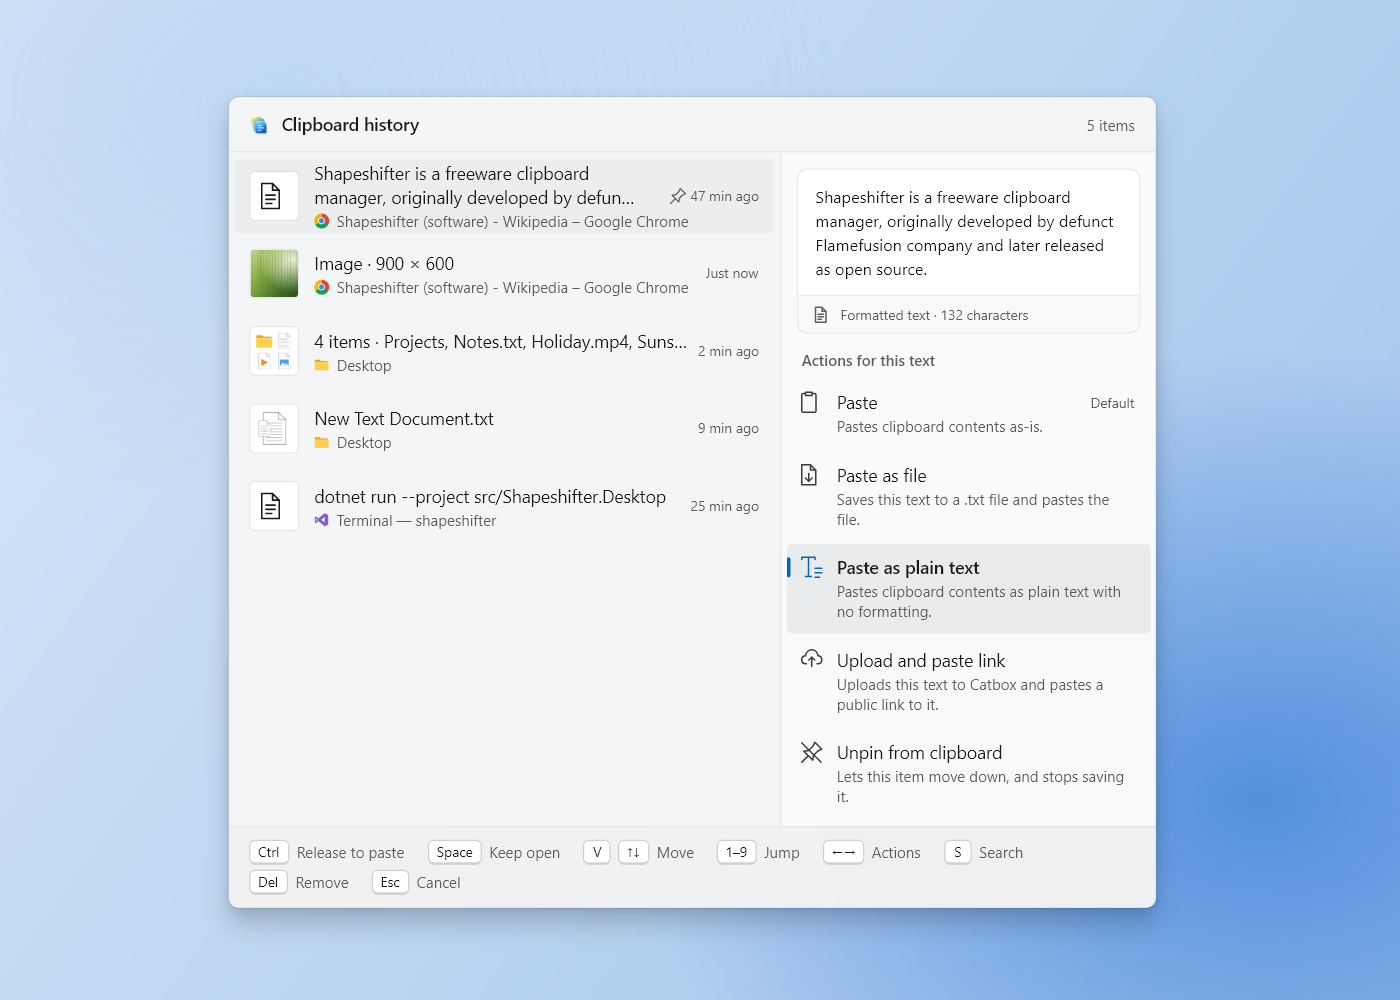 Clipboard history
5 items
Shapeshifter is a freeware clipboard
manager, originally developed by defun...
47 min ago
Shapeshifter (software) - Wikipedia – Google Chrome
Image · 900 × 600
Just now
Shapeshifter (software) - Wikipedia – Google Chrome
4 items · Projects, Notes.txt, Holiday.mp4, Suns...
2 min ago
Desktop
New Text Document.txt
9 min ago
Desktop
dotnet run --project src/Shapeshifter.Desktop
25 min ago
Terminal — shapeshifter
Shapeshifter is a freeware clipboard
manager, originally developed by defunct
Flamefusion company and later released
as open source.
Formatted text · 132 characters
Actions for this text
Paste
Default
Pastes clipboard contents as-is.
Paste as file
Saves this text to a .txt file and pastes the
file.
Paste as plain text
Pastes clipboard contents as plain text with
no formatting.
Upload and paste link
Uploads this text to Catbox and pastes a
public link to it.
Unpin from clipboard
Lets this item move down, and stops saving
it.
Ctrl Release to paste Space Keep open V ↑↓ Move 1–9 Jump ←→ Actions S Search
Del Remove Esc Cancel